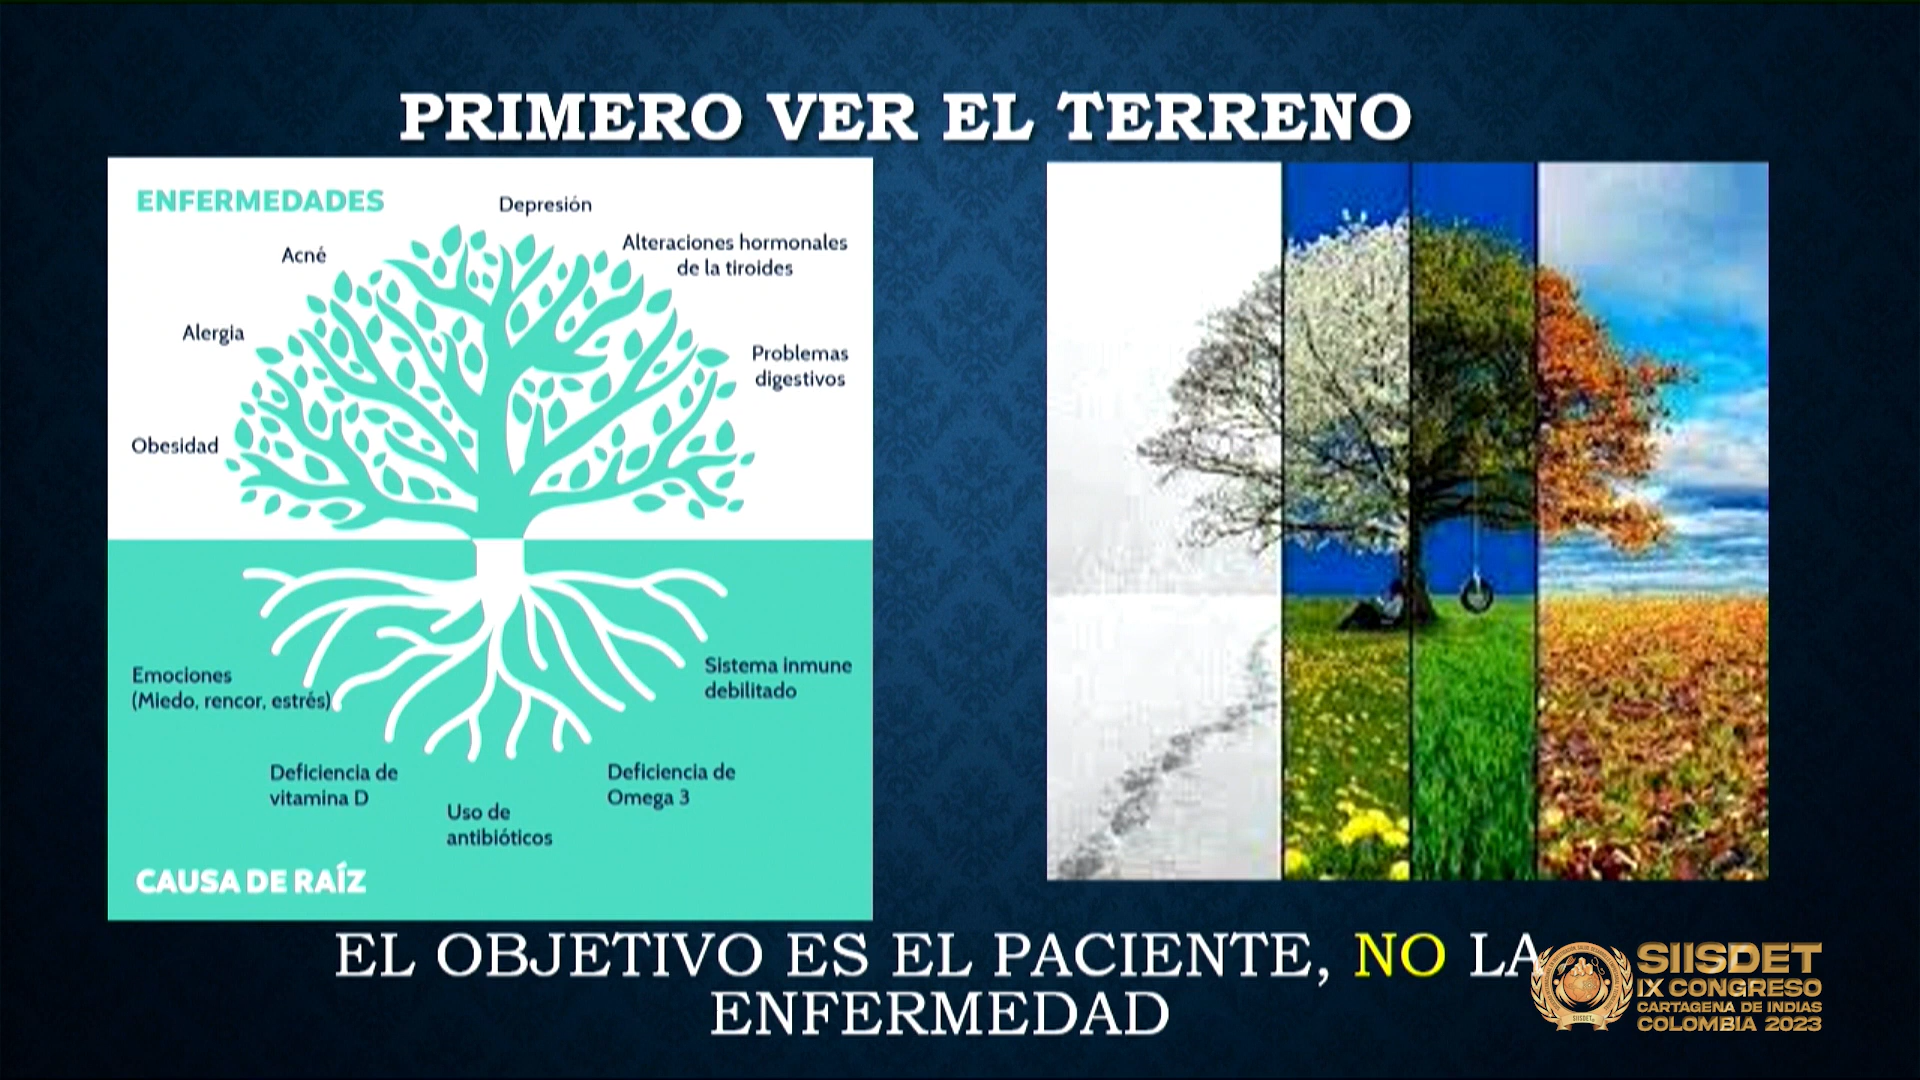 PRIMERO VER EL TERRENO
ENFERMEDADES
Depresión
Acné
Alteraciones hormonales
de la tiroides
Alergia
Problemas
digestivos
Obesidad
Emociones
(Miedo, rencor, estrés)
Sistema inmune
debilitado
Deficiencia de
vitamina D
Deficiencia de
Omega 3
Uso de
antibióticos
CAUSA DE RAÍZ
EL OBJETIVO ES EL PACIENTE, NO LA
ENFERMEDAD
SIISDET
IX CONGRESO
CARTAGENA DE INDIAS
COLOMBIA 2023
SIISDET